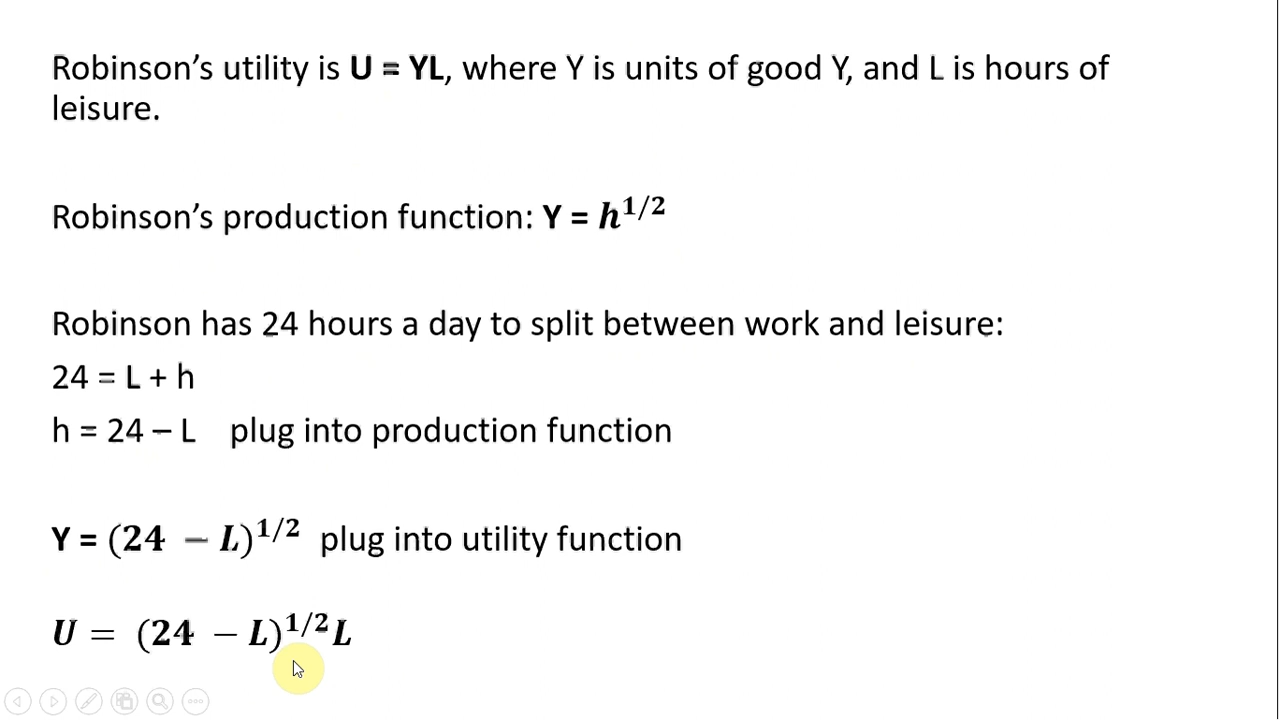 Robinson’s utility is U = YL, where Y is units of good Y, and L is hours of
leisure.
Robinson’s production function: Y = h^{1/2}
Robinson has 24 hours a day to split between work and leisure:
24 = L + h
h = 24 – L plug into production function
Y = (24 − L)^{1/2} plug into utility function
U = (24 − L)^{1/2}L